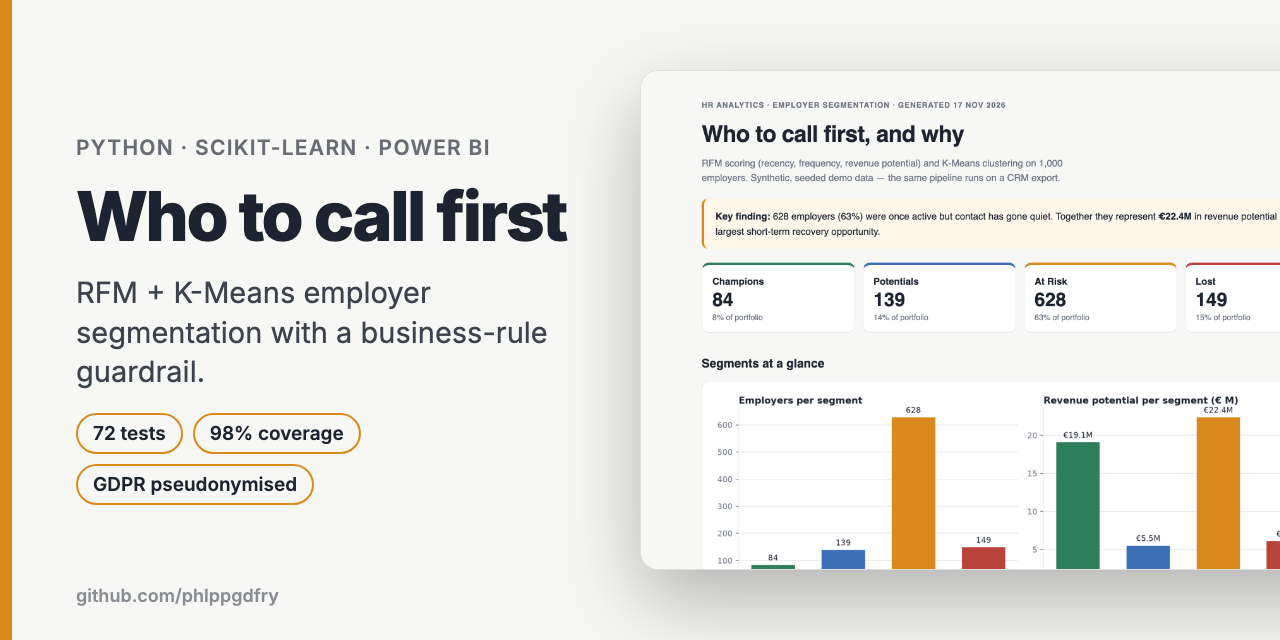 PYTHON · SCIKIT-LEARN · POWER BI
Who to call first
RFM + K-Means employer
segmentation with a business-rule
guardrail.
72 tests
98% coverage
GDPR pseudonymised
github.com/phlppgdfry
HR ANALYTICS · EMPLOYER SEGMENTATION · GENERATED 17 NOV 2026
Who to call first, and why
RFM scoring (recency, frequency, revenue potential) and K-Means clustering on 1,000
employers. Synthetic, seeded demo data — the same pipeline runs on a CRM export.
Key finding: 628 employers (63%) were once active but contact has gone quiet. Together they represent €22.4M in revenue potential
largest short-term recovery opportunity.
Champions
84
8% of portfolio
Potentials
139
14% of portfolio
At Risk
628
63% of portfolio
Lost
149
15% of portfolio
Segments at a glance
Employers per segment
600
500
400
300
200
100
84
139
628
149
Revenue potential per segment (€ M)
20
15
10
5
€19.1M
€5.5M
€22.4M